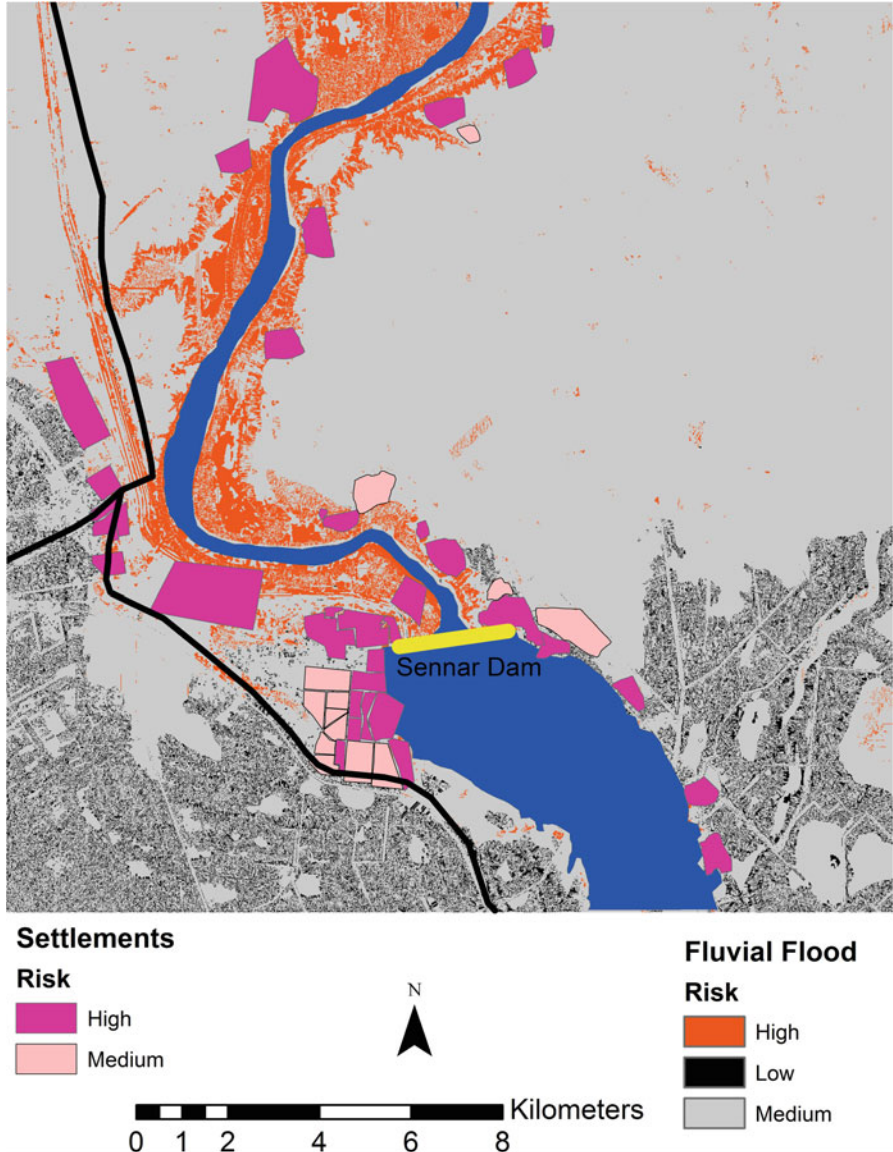 Sennar Dam
Settlements
Risk
High
Medium
N
Kilometers
0 1 2 4 6 8
Fluvial Flood
Risk
High
Low
Medium